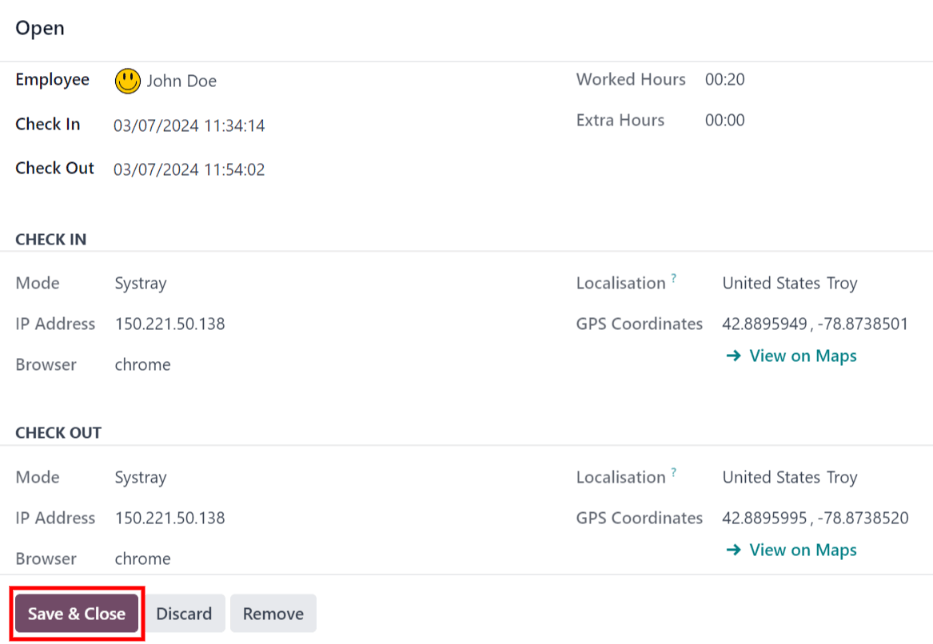 Open
Employee John Doe Worked Hours 00:20
Check In 03/07/2024 11:34:14 Extra Hours 00:00
Check Out 03/07/2024 11:54:02
CHECK IN
Mode Systray Localisation ? United States Troy
IP Address 150.221.50.138 GPS Coordinates 42.8895949, -78.8738501
→ View on Maps
Browser chrome
CHECK OUT
Mode Systray Localisation ? United States Troy
IP Address 150.221.50.138 GPS Coordinates 42.8895995, -78.8738520
→ View on Maps
Browser chrome
Save & Close Discard Remove